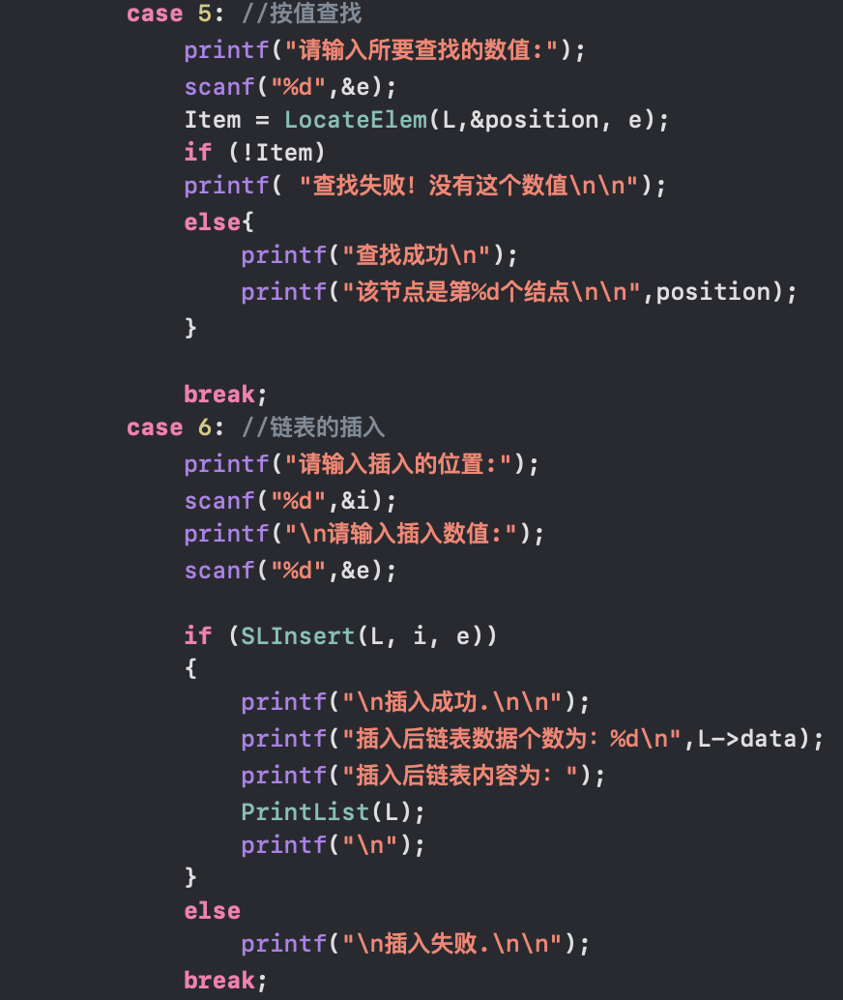 case 5: //按值查找
printf("请输入所要查找的数值:");
scanf("%d",&e);
Item = LocateElem(L,&position, e);
if (!Item)
printf( "查找失败！没有这个数值\n\n");
else{
printf("查找成功\n");
printf("该节点是第%d个结点\n\n",position);
}
break;
case 6: //链表的插入
printf("请输入插入的位置:");
scanf("%d",&i);
printf("\n请输入插入数值:");
scanf("%d",&e);
if (SLInsert(L, i, e))
{
printf("\n插入成功.\n\n");
printf("插入后链表数据个数为：%d\n",L->data);
printf("插入后链表内容为：");
PrintList(L);
printf("\n");
}
else
printf("\n插入失败.\n\n");
break;